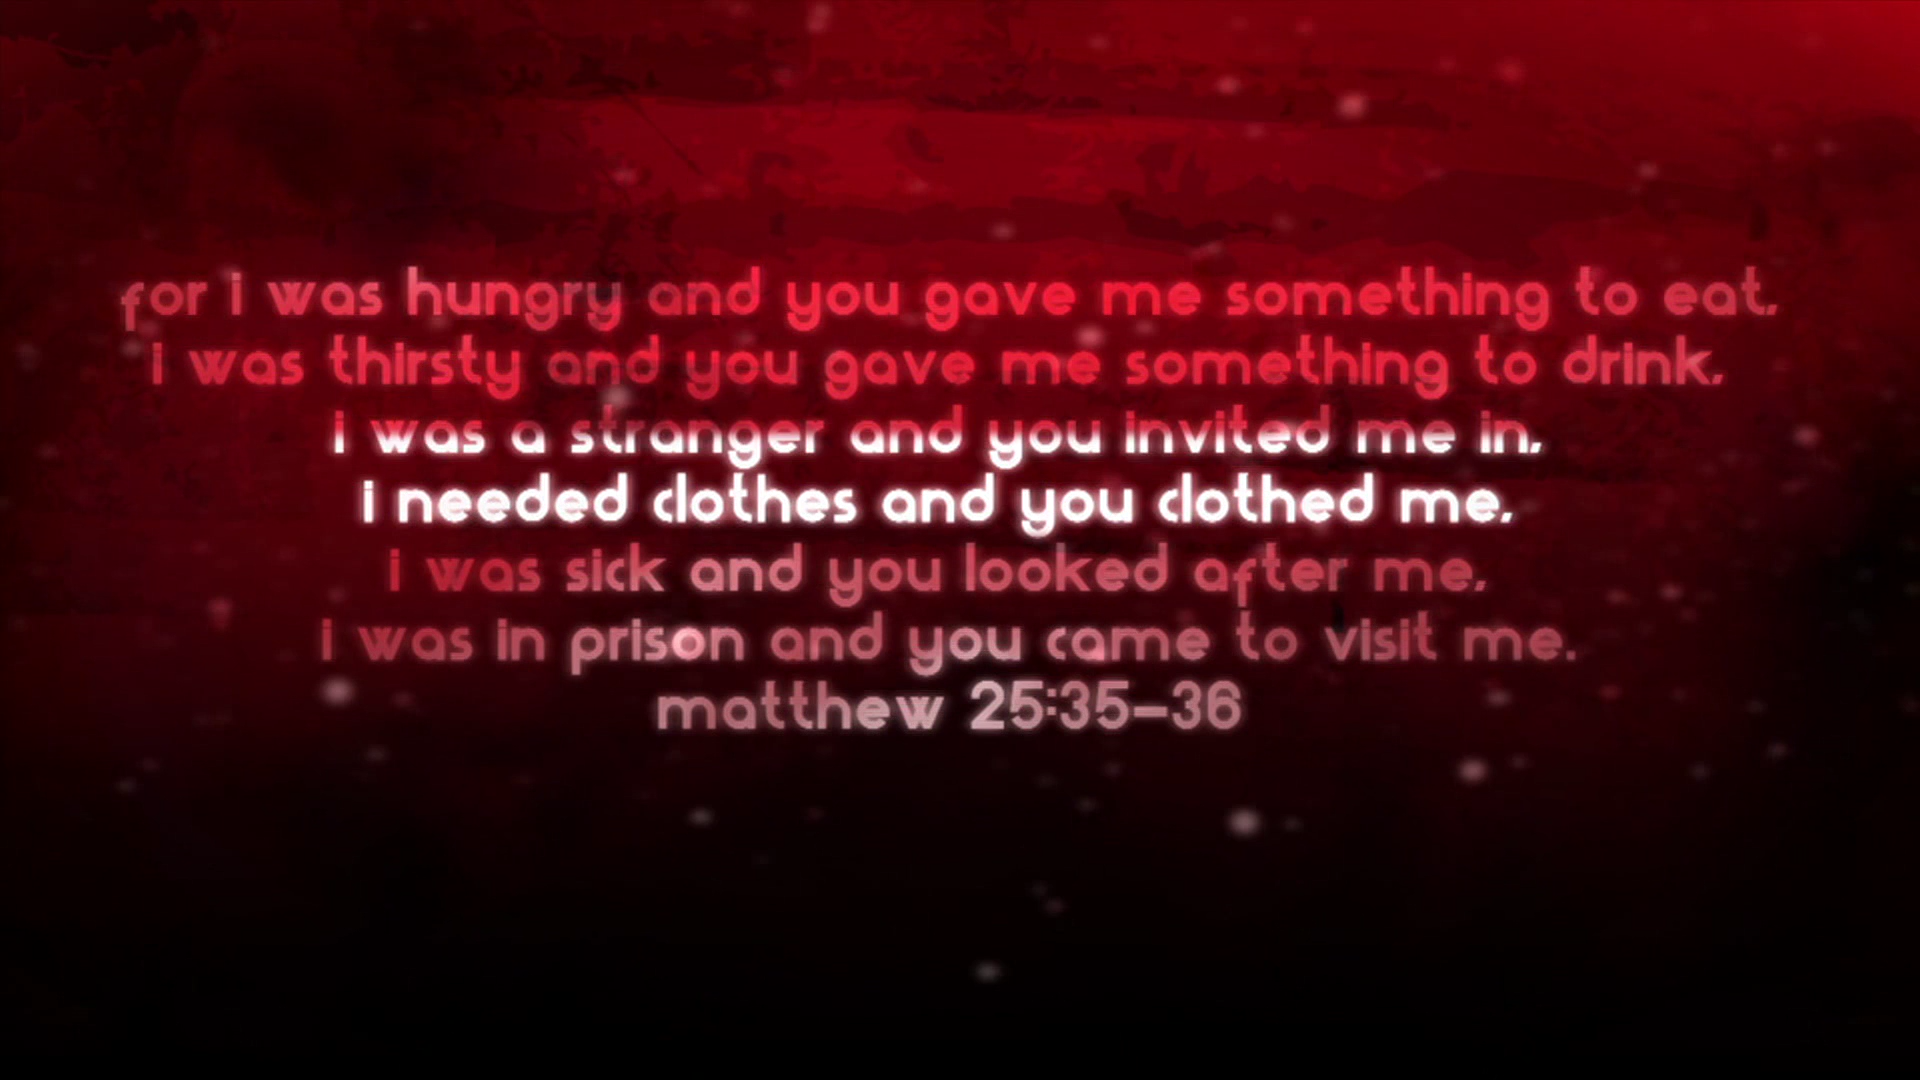 for i was hungry and you gave me something to eat,
i was thirsty and you gave me something to drink,
i was a stranger and you invited me in,
i needed clothes and you clothed me,
i was sick and you looked after me,
i was in prison and you came to visit me.
matthew 25:35-36